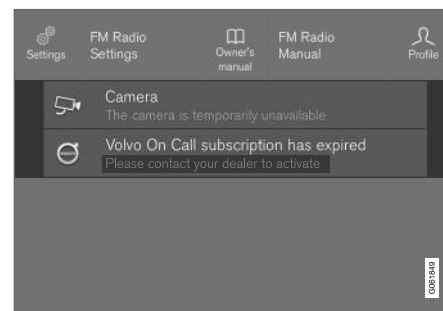 Settings
FM Radio
Settings
Owner's
manual
FM Radio
Manual
Profile
Camera
The camera is temporarily unavailable
VOLVO
Volvo On Call subscription has expired
Please contact your dealer to activate
G061849